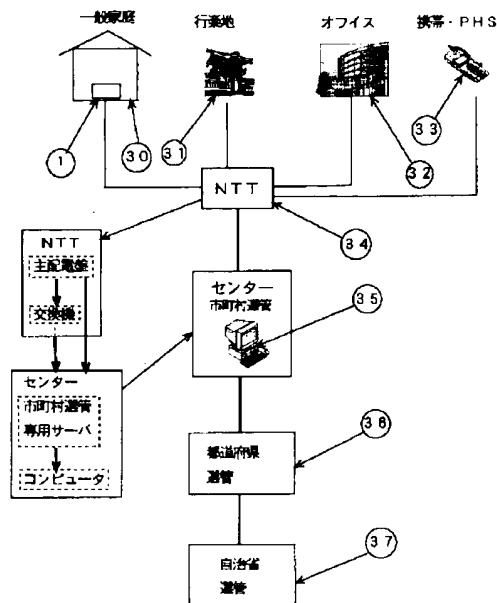 一般家庭
行楽地
オフィス
携帯・PHS
1
30
31
32
33
NTT
34
NTT
主配電盤
交換機
センター
市町村選管
35
センター
市町村選管
専用サーバ
コンピュータ
都道府県
選管
36
自治省
選管
37